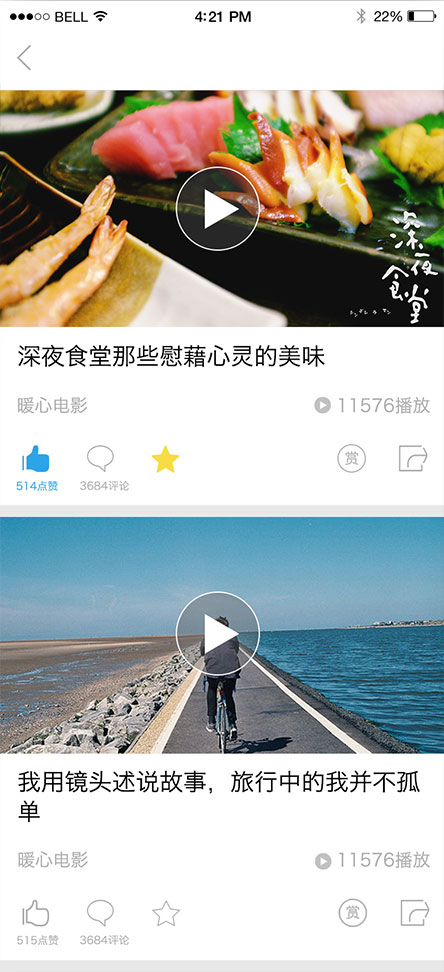 BELL 4:21 PM 22%
深夜食堂
深夜食堂那些慰藉心灵的美味
暖心电影 11576播放
赏
514点赞 3684评论
我用镜头述说故事，旅行中的我并不孤
单
暖心电影 11576播放
赏
515点赞 3684评论